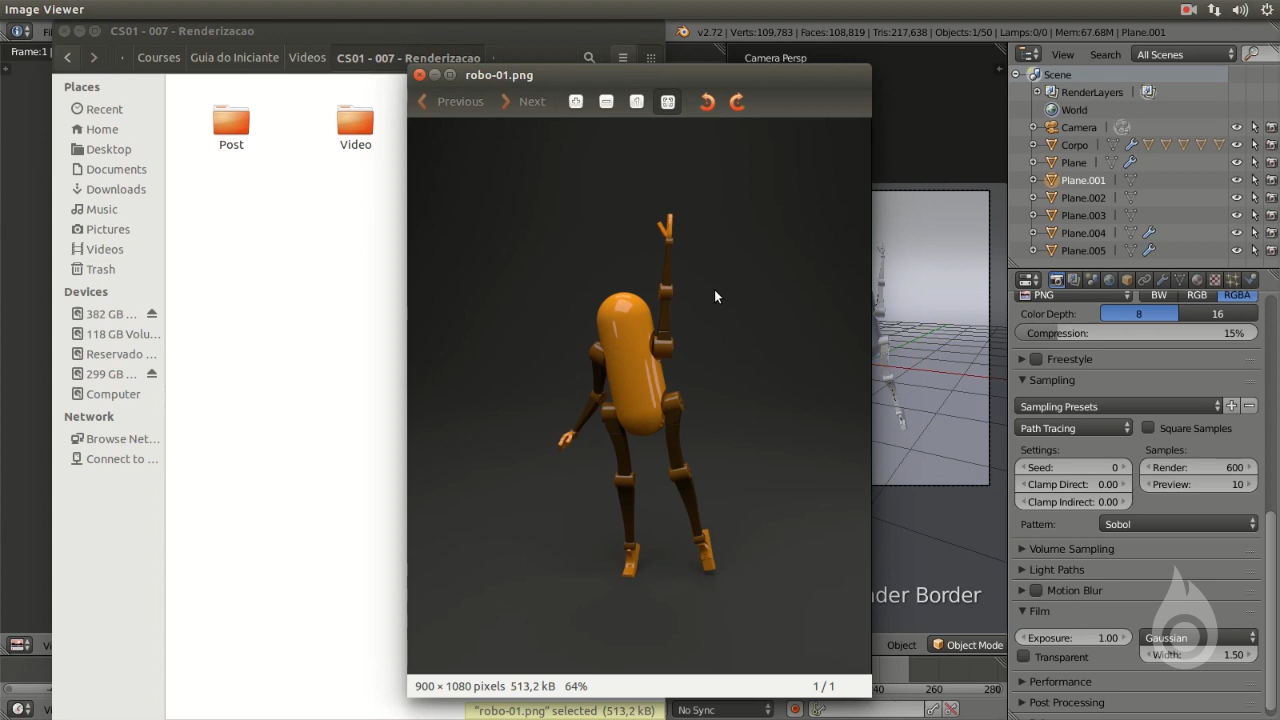 Image Viewer
CS01 - 007 - Renderizacao
v2.72 | Verts:109,783 | Faces:108,819 | Tris:217,638 | Objects:1/50 | Lamps:0/0 | Mem:67.68M | Plane.001
Frame:1
Courses
Guia do Iniciante
Videos
CS01 - 007 - Renderizacao
Camera Persp
View
Search
All Scenes
robo-01.png
Previous
Next
Places
Recent
Home
Desktop
Documents
Downloads
Music
Pictures
Videos
Trash
Devices
382 GB ...
118 GB Volu...
Reservado ...
299 GB ...
Computer
Network
Browse Net...
Connect to ...
Post
Video
900 × 1080 pixels 513,2 kB 64%
1 / 1
"robo-01.png" selected (513,2 kB)
Scene
RenderLayers
World
Camera
Corpo
Plane
Plane.001
Plane.002
Plane.003
Plane.004
Plane.005
PNG
BW
RGB
RGBA
Color Depth:
8
16
Compression:
15%
Freestyle
Sampling
Sampling Presets
Path Tracing
Square Samples
Settings:
Samples:
Seed: 0
Render: 600
Clamp Direct: 0.00
Preview: 10
Clamp Indirect: 0.00
Pattern:
Sobol
Volume Sampling
Light Paths
Motion Blur
Film
Exposure: 1.00
Gaussian
Transparent
Width: 1.50
Performance
Post Processing
nder Border
Object
Object Mode
260
280
No Sync